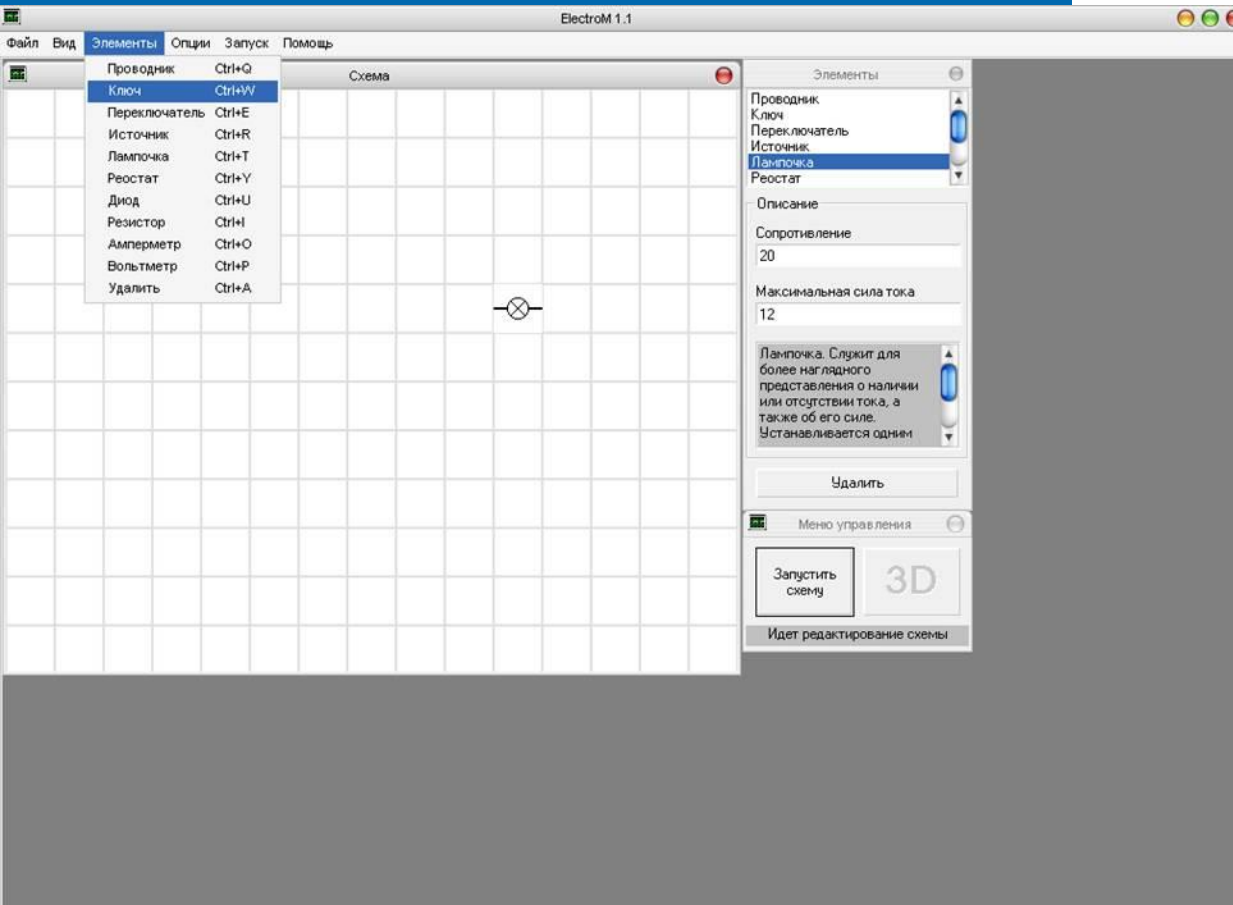 ElectroM 1.1
Файл Вид Элементы Опции Запуск Помощь
Проводник Ctrl+Q
Ключ Ctrl+W
Переключатель Ctrl+E
Источник Ctrl+R
Лампочка Ctrl+T
Реостат Ctrl+Y
Диод Ctrl+U
Резистор Ctrl+I
Амперметр Ctrl+O
Вольтметр Ctrl+P
Удалить Ctrl+A
Схема
Элементы
Проводник
Ключ
Переключатель
Источник
Лампочка
Реостат
Описание
Сопротивление
20
Максимальная сила тока
12
Лампочка. Служит для
более наглядного
представления о наличии
или отсутствии тока, а
также об его силе.
Устанавливается одним
Удалить
Меню управления
Запустить
схему
3D
Идет редактирование схемы